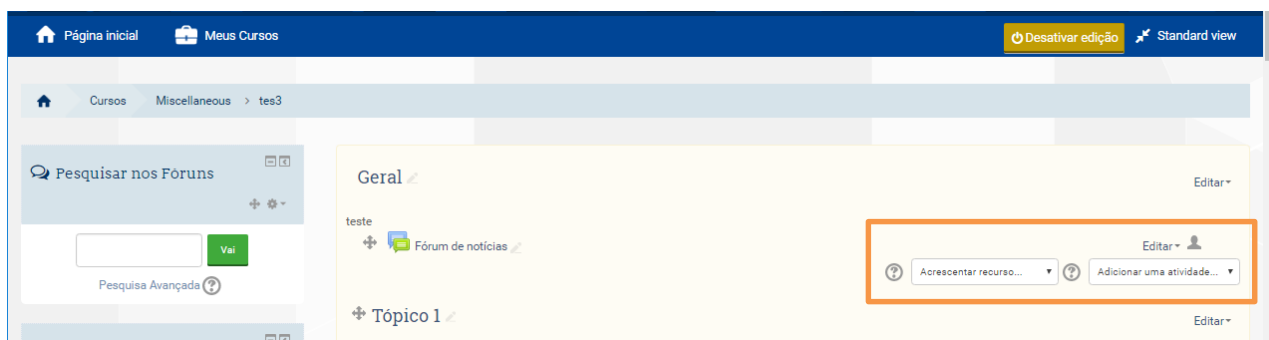 Página inicial Meus Cursos Desativar edição Standard view
Cursos Miscellaneous > tes3
Pesquisar nos Fóruns
Vai
Pesquisa Avançada ?
Geral Editar
teste
Fórum de notícias Editar
? Acrescentar recurso... ? Adicionar uma atividade...
Tópico 1 Editar